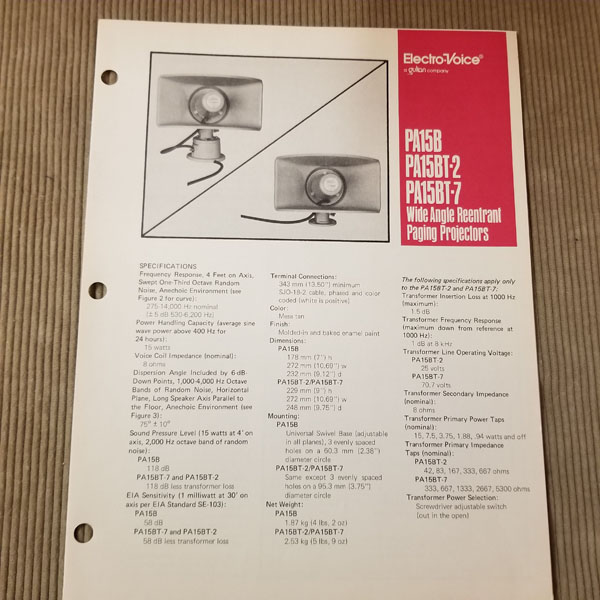 Electro-Voice®
a gulton company
PA15B
PA15BT-2
PA15BT-7
Wide Angle Reentrant
Paging Projectors
SPECIFICATIONS
Frequency Response, 4 Feet on Axis,
Swept One-Third Octave Random
Noise, Anechoic Environment (see
Figure 2 for curve):
275-14,000 Hz nominal
(± 5 dB 530-6,200 Hz)
Power Handling Capacity (average sine
wave power above 400 Hz for
24 hours):
15 watts
Voice Coil Impedance (nominal):
8 ohms
Dispersion Angle Included by 6 dB
Down Points, 1,000-4,000 Hz Octave
Bands of Random Noise, Horizontal
Plane, Long Speaker Axis Parallel to
the Floor, Anechoic Environment (see
Figure 3):
75° ± 10°
Sound Pressure Level (15 watts at 4' on
axis, 2,000 Hz octave band of random
noise):
PA15B
118 dB
PA15BT-7 and PA15BT-2
118 dB less transformer loss
EIA Sensitivity (1 milliwatt at 30' on
axis per EIA Standard SE-103):
PA15B
58 dB
PA15BT-7 and PA15BT-2
58 dB less transformer loss
Terminal Connections:
343 mm (13.50") minimum
SJO-18-2 cable, phased and color
coded (white is positive)
Color:
Mesa tan
Finish:
Molded-in and baked enamel paint
Dimensions:
PA15B
178 mm (7") h
272 mm (10.69") w
232 mm (9.12") d
PA15BT-2/PA15BT-7
229 mm (9") h
272 mm (10.69") w
248 mm (9.75") d
Mounting:
PA15B
Universal Swivel Base (adjustable
in all planes), 3 evenly spaced
holes on a 60.3 mm (2.38")
diameter circle
PA15BT-2/PA15BT-7
Same except 3 evenly spaced
holes on a 95.3 mm (3.75")
diameter circle
Net Weight:
PA15B
1.87 kg (4 lbs, 2 oz)
PA15BT-2/PA15BT-7
2.53 kg (5 lbs, 9 oz)
The following specifications apply only
to the PA15BT-2 and PA15BT-7:
Transformer Insertion Loss at 1000 Hz
(maximum):
1.5 dB
Transformer Frequency Response
(maximum down from reference at
1000 Hz):
1 dB at 8 kHz
Transformer Line Operating Voltage:
PA15BT-2
25 volts
PA15BT-7
70.7 volts
Transformer Secondary Impedance
(nominal):
8 ohms
Transformer Primary Power Taps
(nominal):
15, 7.5, 3.75, 1.88, .94 watts and off
Transformer Primary Impedance
Taps (nominal):
PA15BT-2
42, 83, 167, 333, 667 ohms
PA15BT-7
333, 667, 1333, 2667, 5300 ohms
Transformer Power Selection:
Screwdriver adjustable switch
(out in the open)